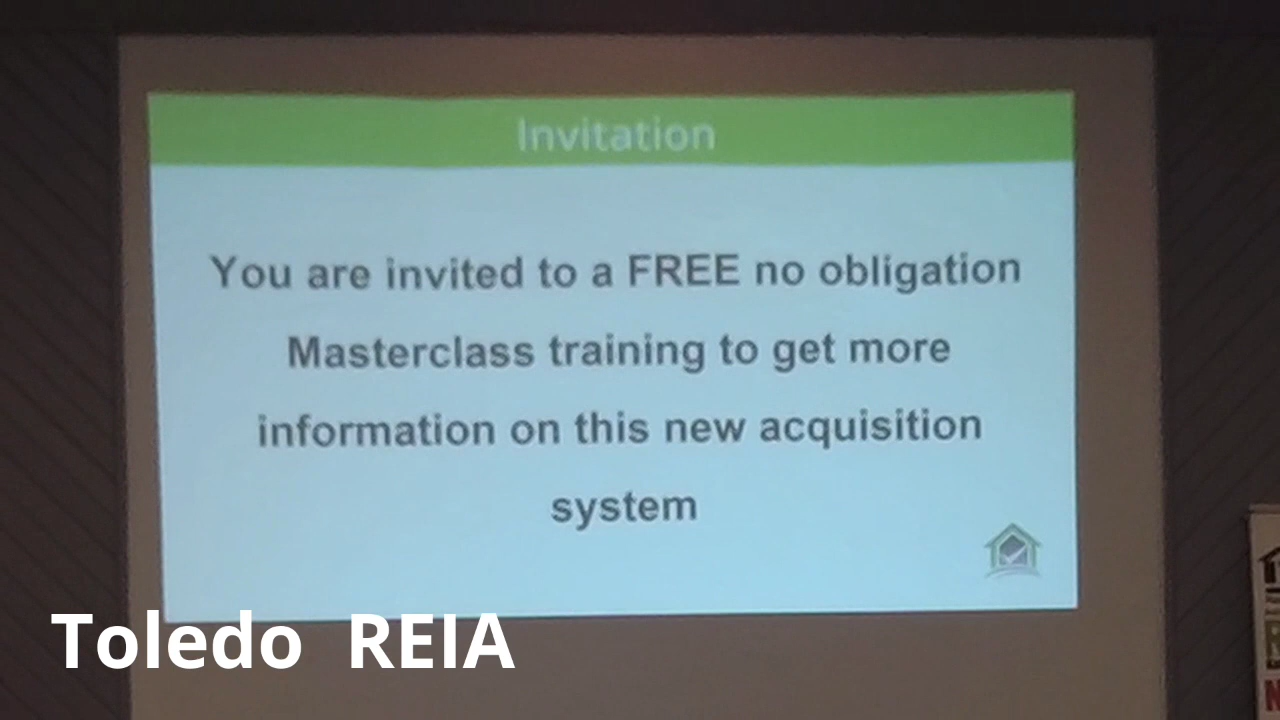 Invitation
You are invited to a FREE no obligation
Masterclass training to get more
information on this new acquisition
system
Toledo REIA